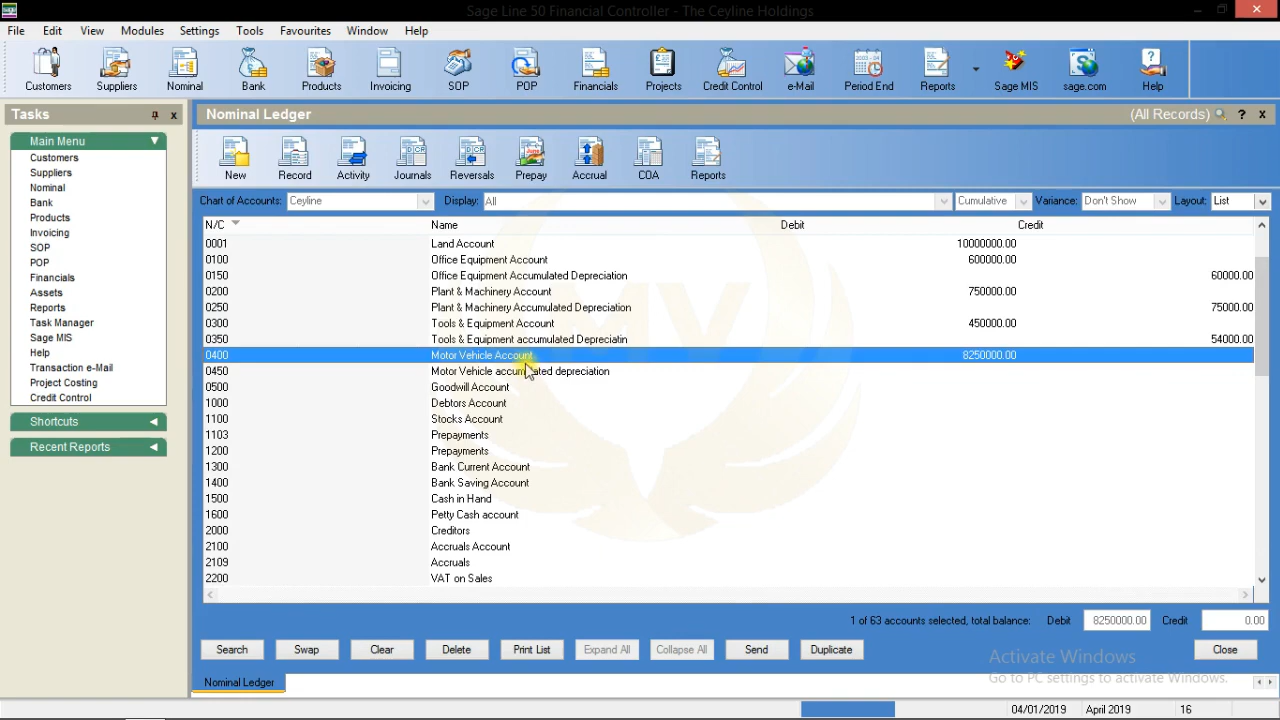 Sage Line 50 Financial Controller - The Ceyline Holdings
File Edit View Modules Settings Tools Favourites Window Help
Customers Suppliers Nominal Bank Products Invoicing SOP POP Financials Projects Credit Control e-Mail Period End Reports Sage MIS sage.com Help
Tasks
Main Menu
Customers
Suppliers
Nominal
Bank
Products
Invoicing
SOP
POP
Financials
Assets
Reports
Task Manager
Sage MIS
Help
Transaction e-Mail
Project Costing
Credit Control
Shortcuts
Recent Reports
Nominal Ledger (All Records) ?
New Record Activity Journals Reversals Prepay Accrual COA Reports
Chart of Accounts: Ceyline Display: All Cumulative Variance: Don't Show Layout: List
N/C Name Debit Credit
0001 Land Account 10000000.00
0100 Office Equipment Account 600000.00
0150 Office Equipment Accumulated Depreciation 60000.00
0200 Plant & Machinery Account 750000.00
0250 Plant & Machinery Accumulated Depreciation 75000.00
0300 Tools & Equipment Account 450000.00
0350 Tools & Equipment accumulated Depreciatin 54000.00
0400 Motor Vehicle Account 8250000.00
0450 Motor Vehicle accumulated depreciation
0500 Goodwill Account
1000 Debtors Account
1100 Stocks Account
1103 Prepayments
1200 Prepayments
1300 Bank Current Account
1400 Bank Saving Account
1500 Cash in Hand
1600 Petty Cash account
2000 Creditors
2100 Accruals Account
2109 Accruals
2200 VAT on Sales
1 of 63 accounts selected, total balance: Debit 8250000.00 Credit 0.00
Search Swap Clear Delete Print List Expand All Collapse All Send Duplicate Close
Activate Windows
Go to PC settings to activate Windows.
Nominal Ledger
04/01/2019 April 2019 16